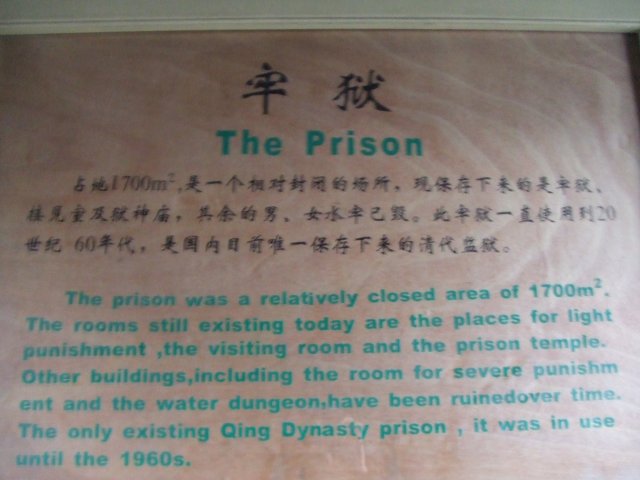 牢 狱
The Prison
占地1700m²,是一个相对封闭的场所，现保存下来的是牢狱、
接见室及狱神庙，其余的男、女水牢已毁。此牢狱一直使用到20
世纪 60年代，是国内目前唯一保存下来的清代监狱。
The prison was a relatively closed area of 1700m².
The rooms still existing today are the places for light
punishment ,the visiting room and the prison temple.
Other buildings,including the room for severe punishm
ent and the water dungeon,have been ruinedover time.
The only existing Qing Dynasty prison , it was in use
until the 1960s.